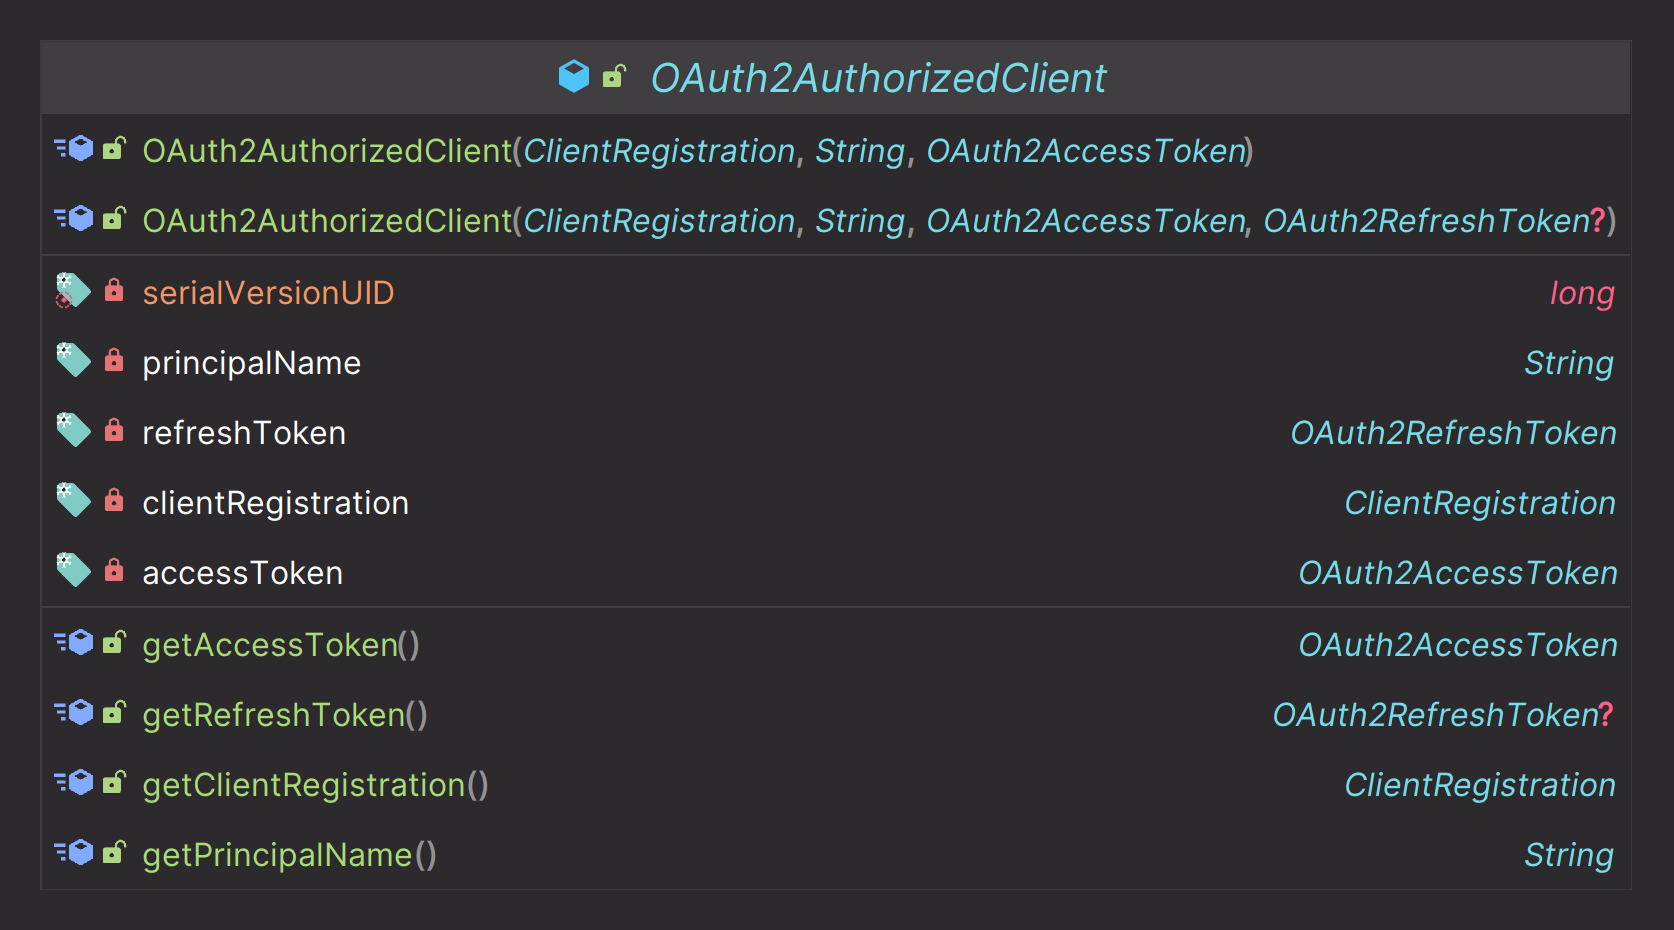 OAuth2AuthorizedClient
OAuth2AuthorizedClient(ClientRegistration, String, OAuth2AccessToken)
OAuth2AuthorizedClient(ClientRegistration, String, OAuth2AccessToken, OAuth2RefreshToken?)
serialVersionUID long
principalName String
refreshToken OAuth2RefreshToken
clientRegistration ClientRegistration
accessToken OAuth2AccessToken
getAccessToken() OAuth2AccessToken
getRefreshToken() OAuth2RefreshToken?
getClientRegistration() ClientRegistration
getPrincipalName() String